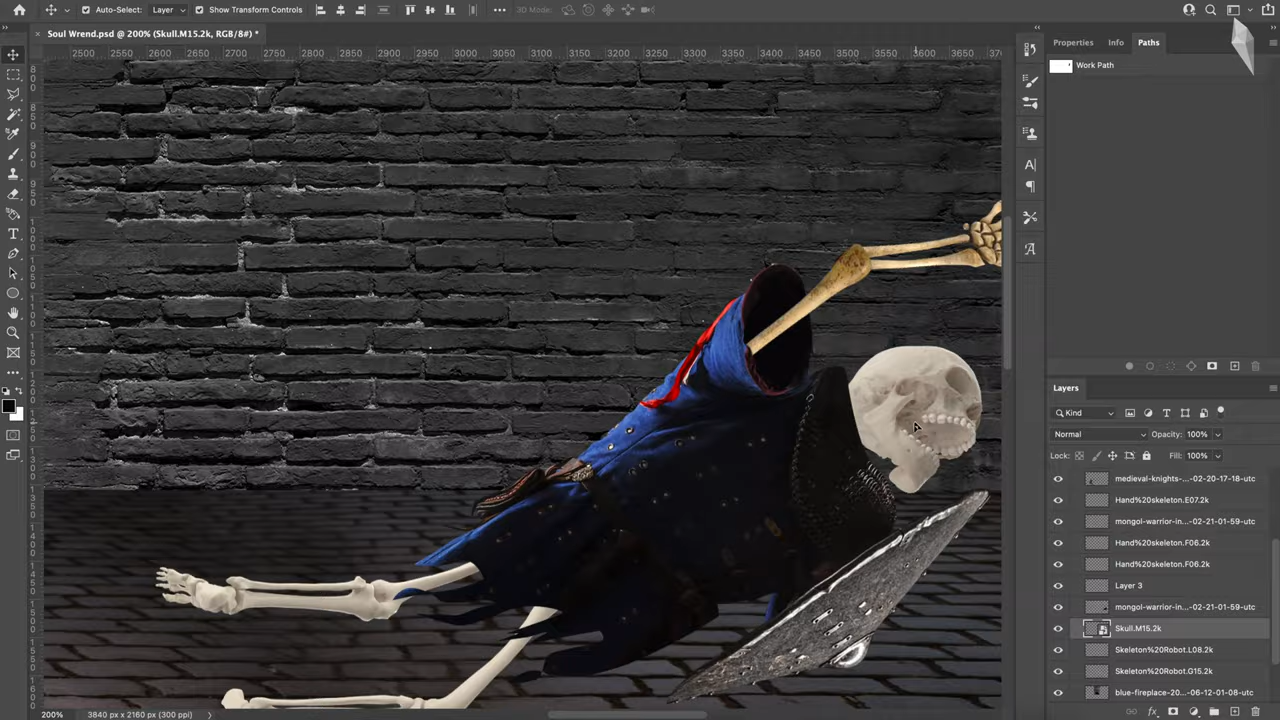 Auto-Select: Layer Show Transform Controls ••• 3D Mode:
× Soul Wrend.psd @ 200% (Skull.M15.2k, RGB/8#) *
2500 2550 2600 2650 2700 2750 2800 2850 2900 2950 3000 3050 3100 3150 3200 3250 3300 3350 3400 3450 3500 3550 3600 3650
Properties Info Paths
Work Path
Layers
Kind
Normal Opacity: 100%
Lock: Fill: 100%
medieval-knights-...-02-20-17-18-utc
Hand%20skeleton.E07.2k
mongol-warrior-in...-02-21-01-59-utc
Hand%20skeleton.F06.2k
Hand%20skeleton.F06.2k
Layer 3
mongol-warrior-in...-02-21-01-59-utc
Skull.M15.2k
Skeleton%20Robot.L08.2k
Skeleton%20Robot.G15.2k
blue-fireplace-20...-06-12-01-08-utc
200% 3840 px x 2160 px (300 ppi)